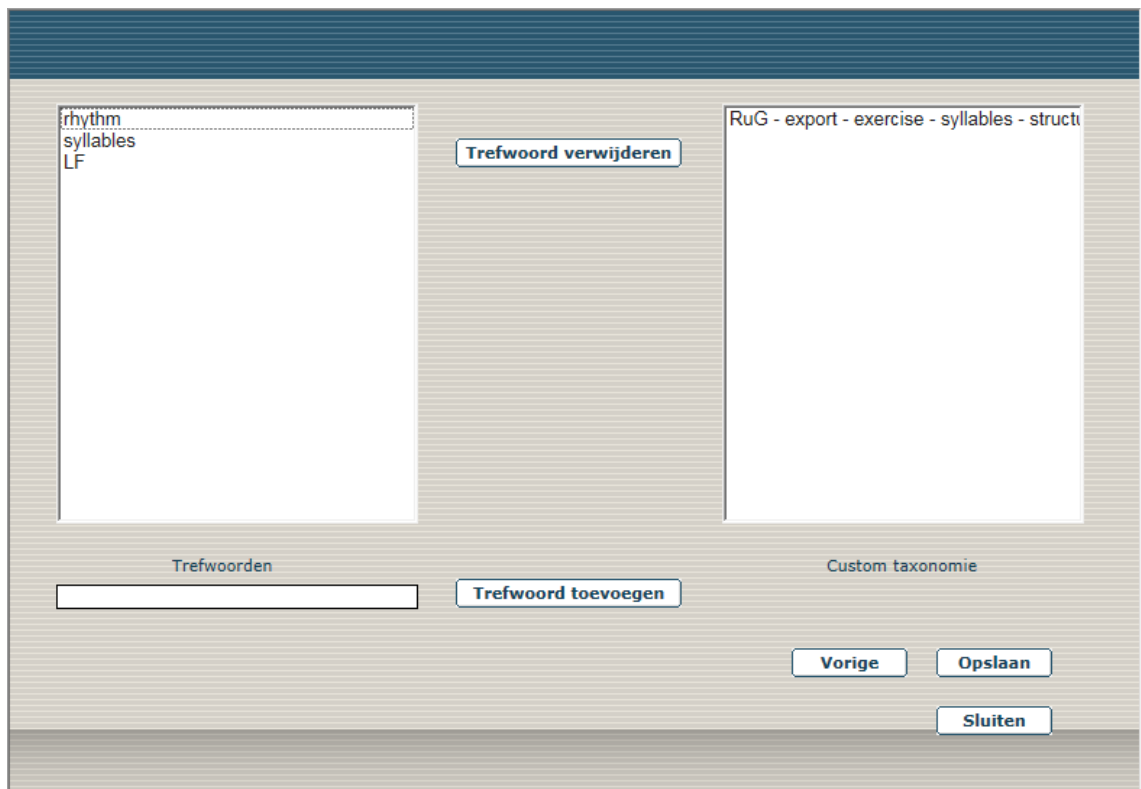 rhythm
syllables
LF
Trefwoord verwijderen
RuG - export - exercise - syllables - structu
Trefwoorden
Custom taxonomie
Trefwoord toevoegen
Vorige
Opslaan
Sluiten